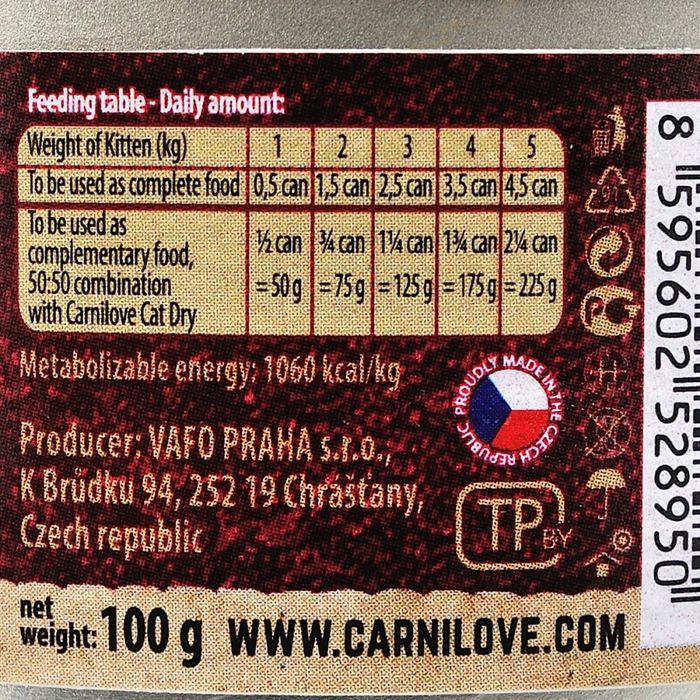 Feeding table - Daily amount:
Weight of Kitten (kg) 1 2 3 4 5
To be used as complete food 0,5 can 1,5 can 2,5 can 3,5 can 4,5 can
To be used as
complementary food,
50:50 combination
with Carnilove Cat Dry
½ can ¾ can 1¼ can 1¾ can 2¼ can
= 50 g = 75 g = 125 g = 175 g = 225 g
Metabolizable energy: 1060 kcal/kg
PROUDLY MADE IN THE CZECH REPUBLIC
Producer: VAFO PRAHA s.r.o.,
K Brůdku 94, 252 19 Chrášťany,
Czech republic
TP BY
net
weight: 100 g WWW.CARNILOVE.COM
8 595602 528950